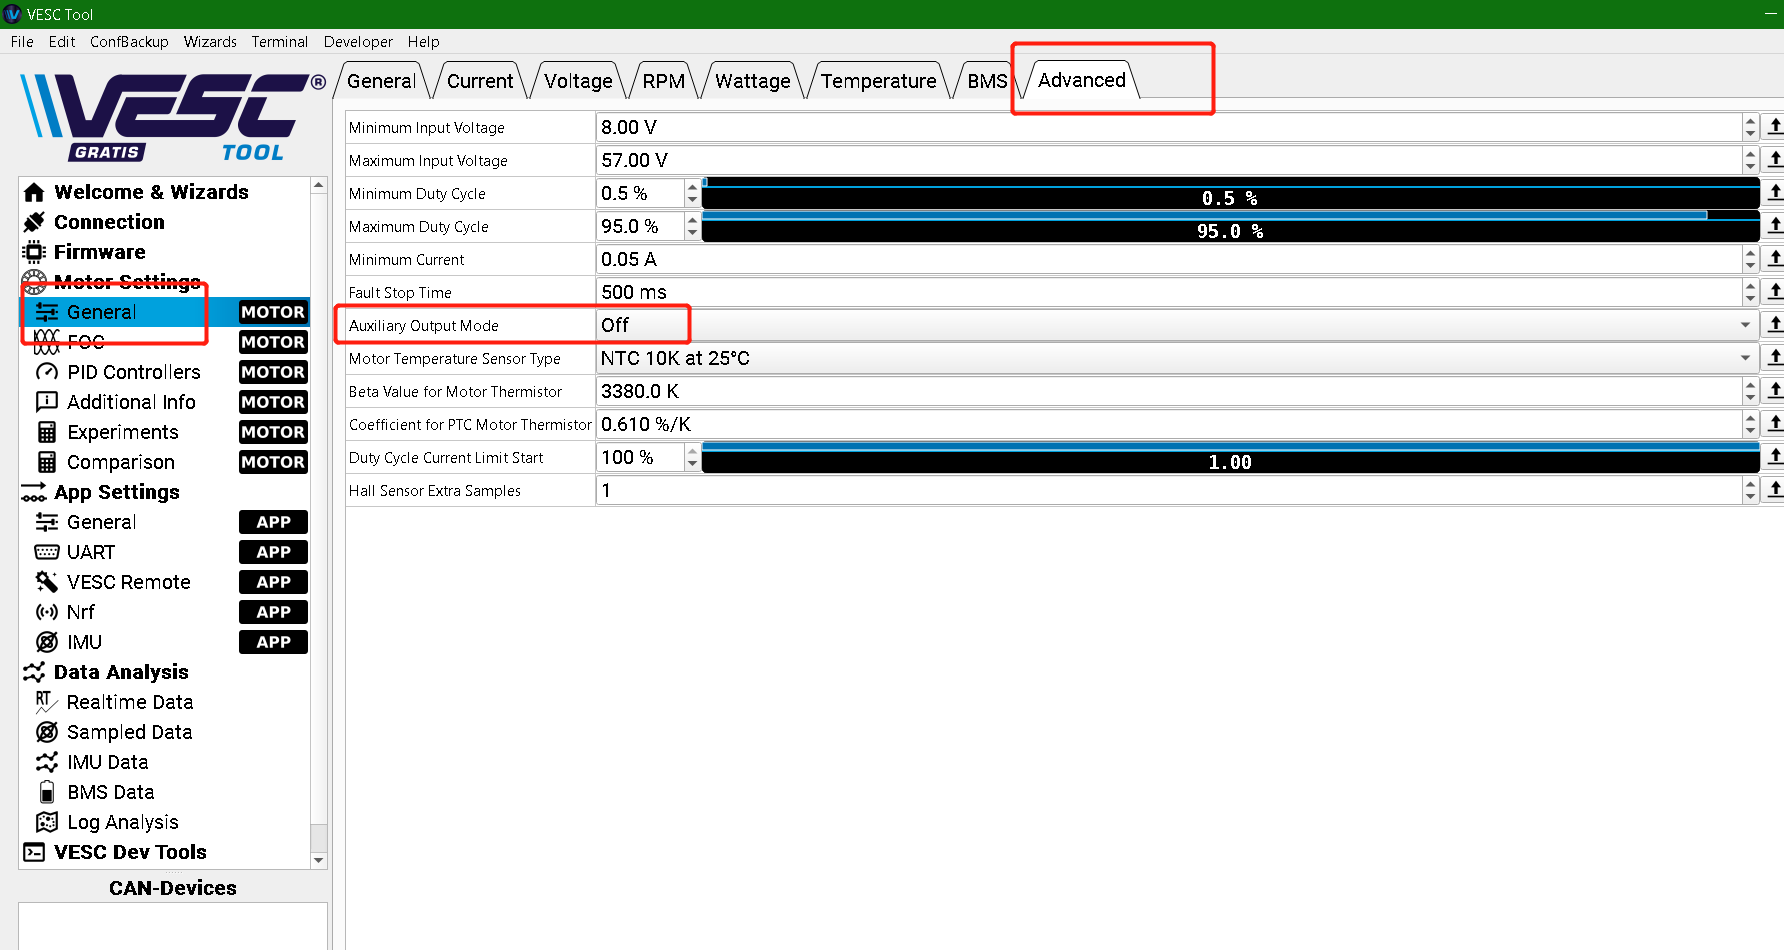 VESC Tool
File Edit ConfBackup Wizards Terminal Developer Help
VESC®
GRATIS TOOL
Welcome & Wizards
Connection
Firmware
Motor Settings
General MOTOR
FOC MOTOR
PID Controllers MOTOR
Additional Info MOTOR
Experiments MOTOR
Comparison MOTOR
App Settings
General APP
UART APP
VESC Remote APP
Nrf APP
IMU APP
Data Analysis
RT Realtime Data
Sampled Data
IMU Data
BMS Data
Log Analysis
VESC Dev Tools
CAN-Devices
General Current Voltage RPM Wattage Temperature BMS Advanced
Minimum Input Voltage 8.00 V
Maximum Input Voltage 57.00 V
Minimum Duty Cycle 0.5 % 0.5 %
Maximum Duty Cycle 95.0 % 95.0 %
Minimum Current 0.05 A
Fault Stop Time 500 ms
Auxiliary Output Mode Off
Motor Temperature Sensor Type NTC 10K at 25°C
Beta Value for Motor Thermistor 3380.0 K
Coefficient for PTC Motor Thermistor 0.610 %/K
Duty Cycle Current Limit Start 100 % 1.00
Hall Sensor Extra Samples 1